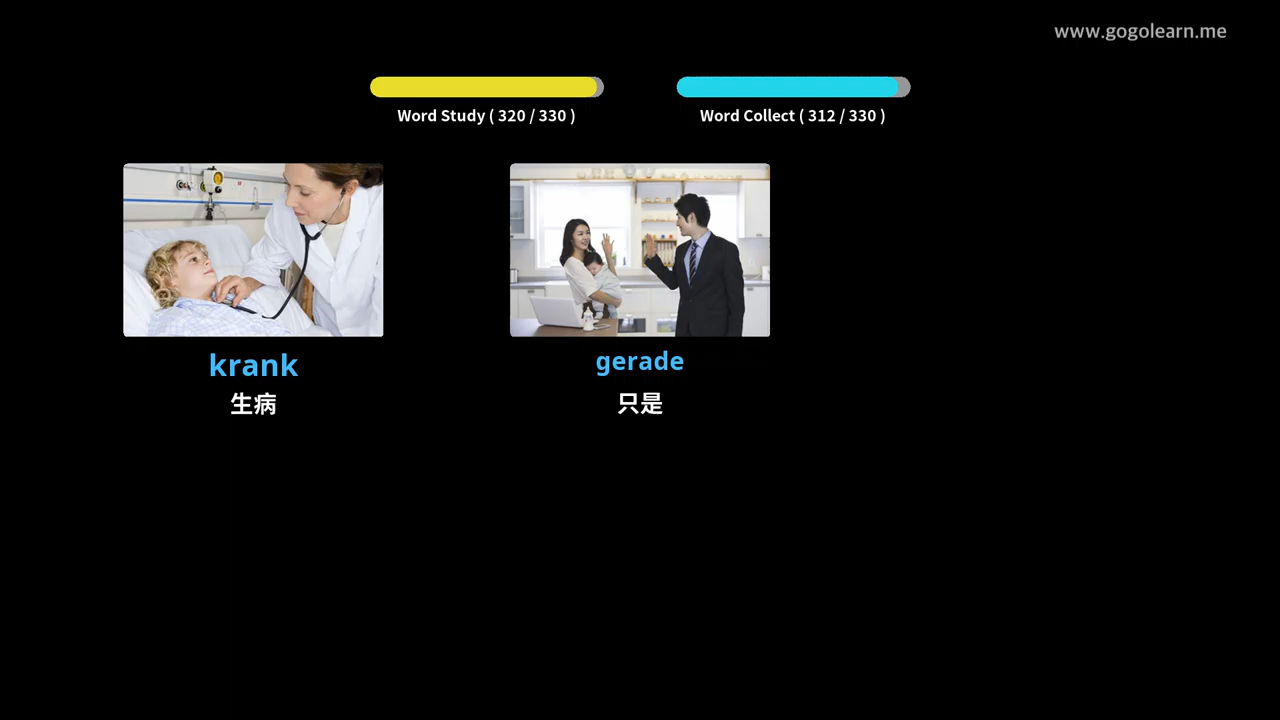 www.gogolearn.me
Word Study ( 320 / 330 )
Word Collect ( 312 / 330 )
krank
生病
gerade
只是